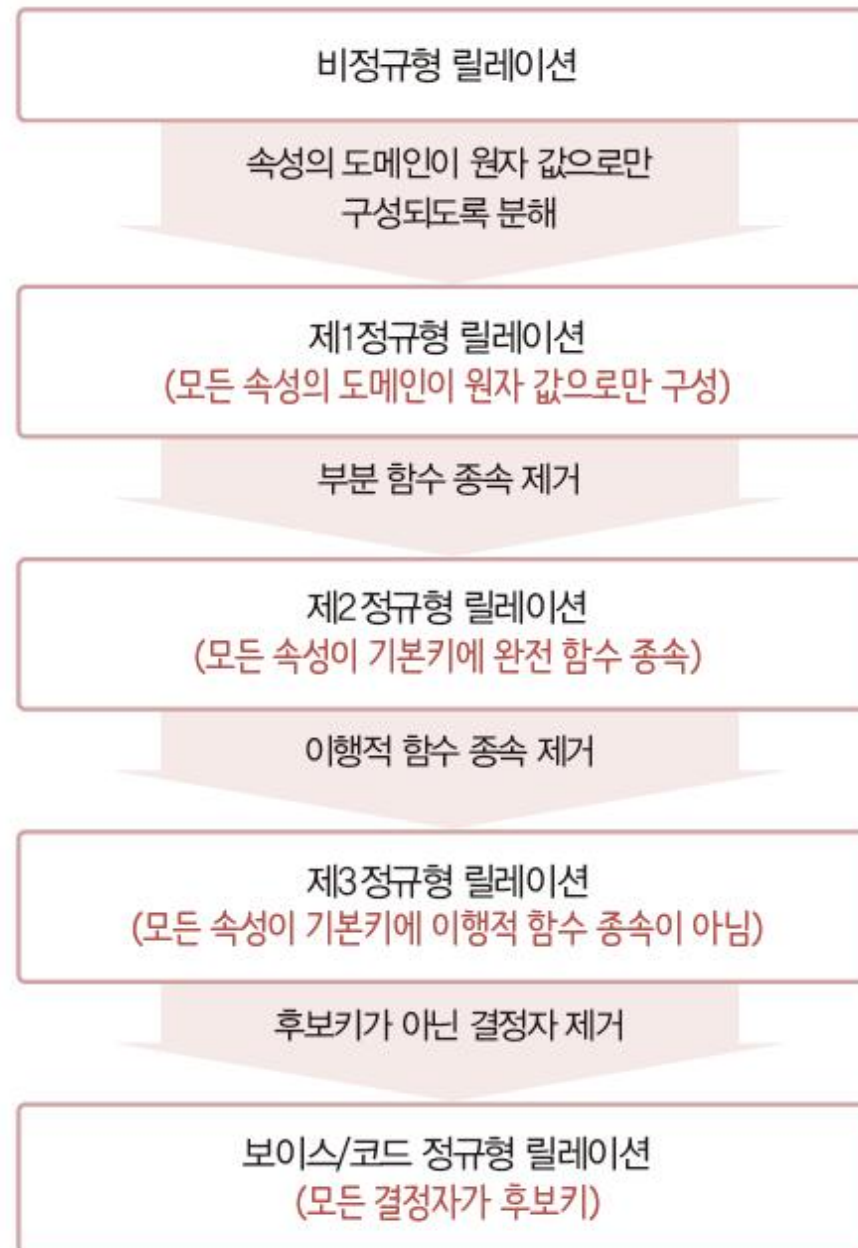 비정규형 릴레이션
속성의 도메인이 원자 값으로만
구성되도록 분해
제1정규형 릴레이션
(모든 속성의 도메인이 원자 값으로만 구성)
부분 함수 종속 제거
제2정규형 릴레이션
(모든 속성이 기본키에 완전 함수 종속)
이행적 함수 종속 제거
제3정규형 릴레이션
(모든 속성이 기본키에 이행적 함수 종속이 아님)
후보키가 아닌 결정자 제거
보이스/코드 정규형 릴레이션
(모든 결정자가 후보키)